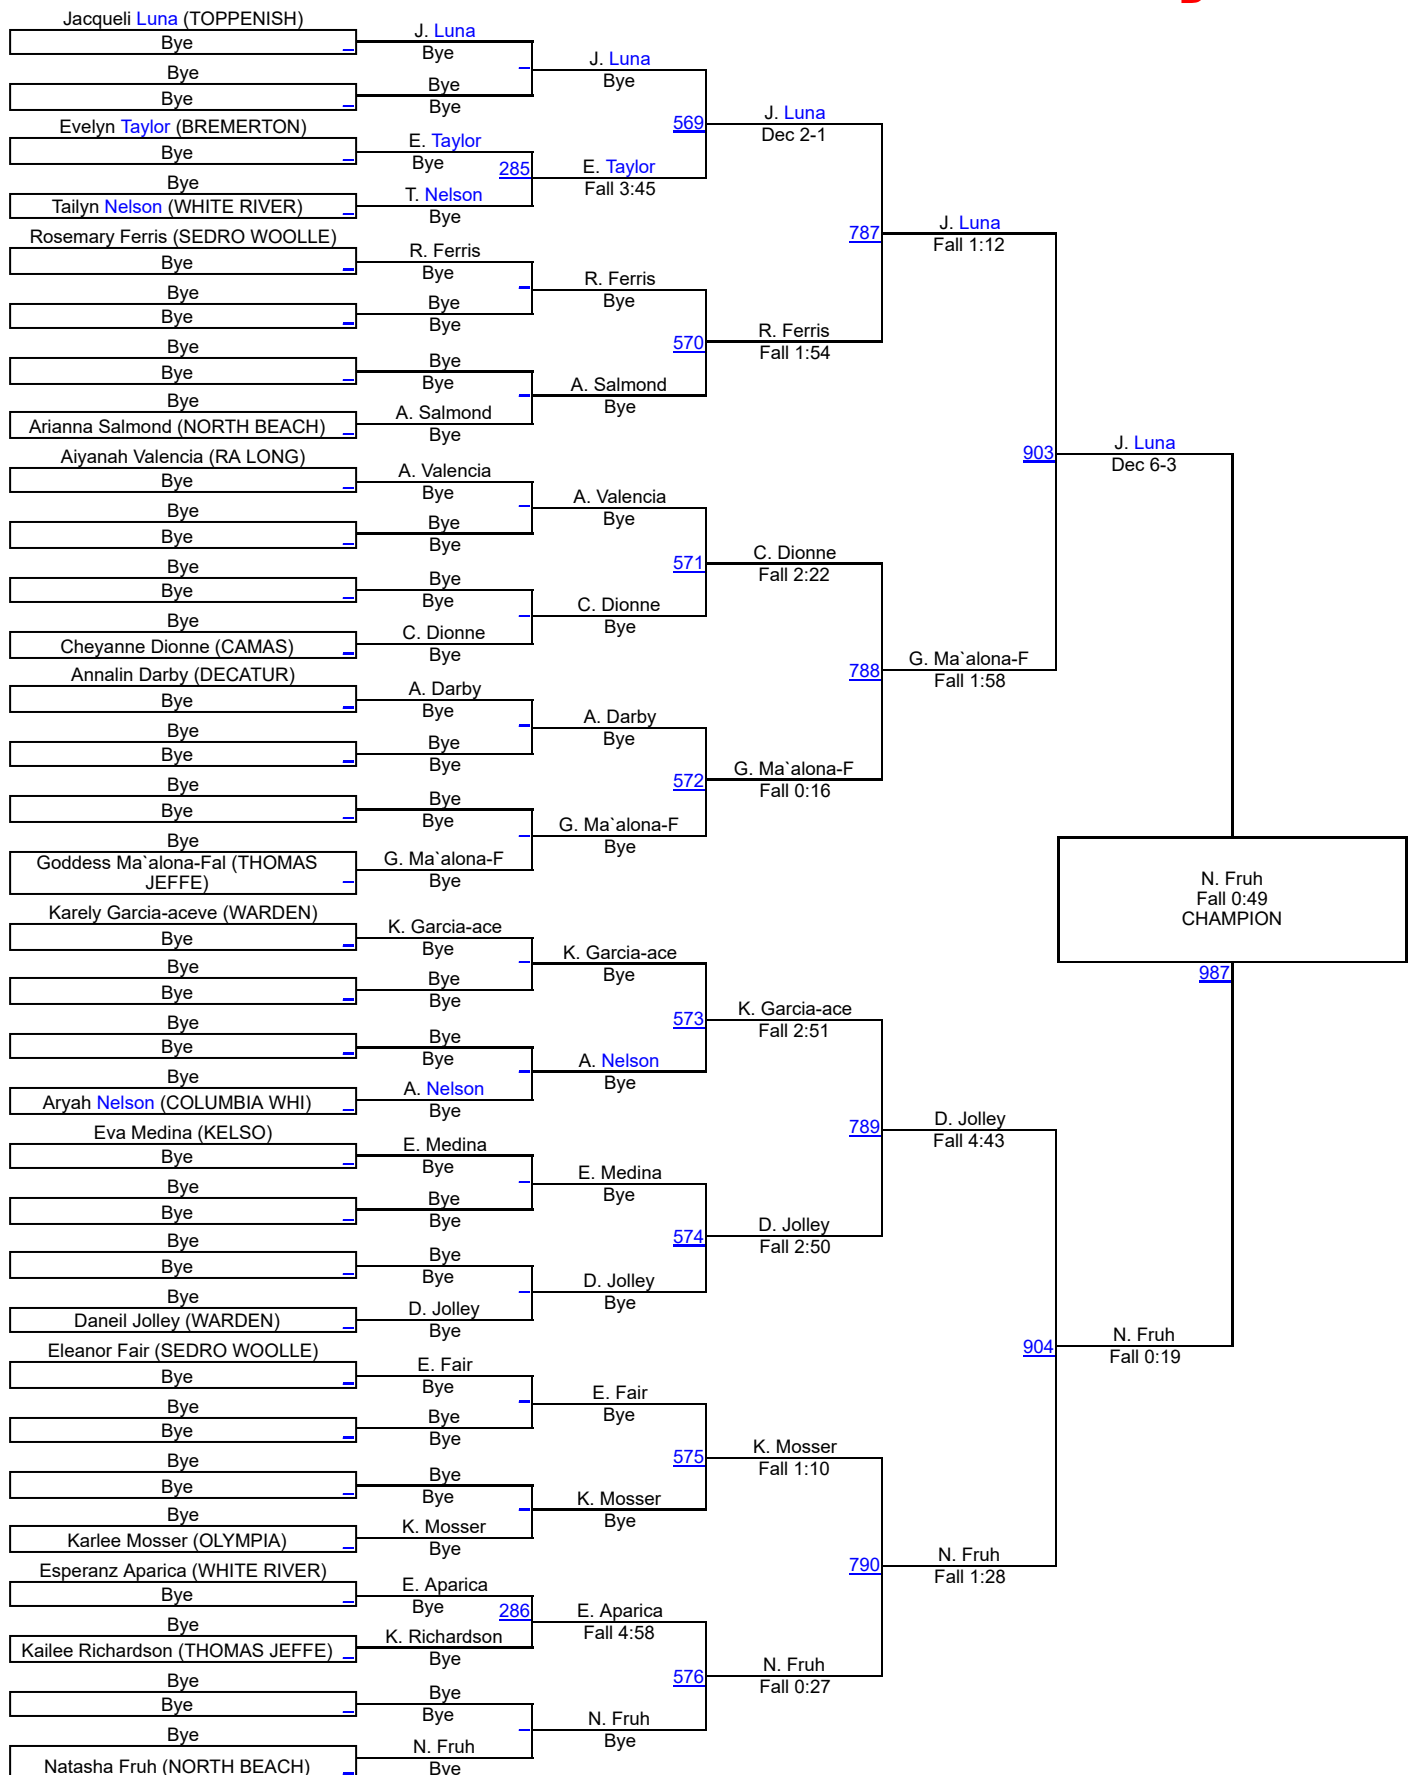 Jacqueli Luna (TOPPENISH)
Bye
Bye
Bye
Evelyn Taylor (BREMERTON)
Bye
Bye
Tailyn Nelson (WHITE RIVER)
Rosemary Ferris (SEDRO WOOLLE)
Bye
Bye
Bye
Bye
Bye
Bye
Arianna Salmond (NORTH BEACH)
Aiyanah Valencia (RA LONG)
Bye
Bye
Bye
Bye
Bye
Bye
Cheyanne Dionne (CAMAS)
Annalin Darby (DECATUR)
Bye
Bye
Bye
Bye
Bye
Bye
Goddess Ma`alona-Fal (THOMAS
JEFFE)
Karely Garcia-aceve (WARDEN)
Bye
Bye
Bye
Bye
Bye
Bye
Aryah Nelson (COLUMBIA WHI)
Eva Medina (KELSO)
Bye
Bye
Bye
Bye
Bye
Bye
Daneil Jolley (WARDEN)
Eleanor Fair (SEDRO WOOLLE)
Bye
Bye
Bye
Bye
Bye
Bye
Karlee Mosser (OLYMPIA)
Esperanz Aparica (WHITE RIVER)
Bye
Bye
Kailee Richardson (THOMAS JEFFE)
Bye
Bye
Bye
Natasha Fruh (NORTH BEACH)
J. Luna
Bye
Bye
Bye
E. Taylor
Bye
285
T. Nelson
Bye
R. Ferris
Bye
Bye
Bye
Bye
Bye
A. Salmond
Bye
A. Valencia
Bye
Bye
Bye
Bye
Bye
C. Dionne
Bye
A. Darby
Bye
Bye
Bye
Bye
Bye
G. Ma`alona-F
Bye
K. Garcia-ace
Bye
Bye
Bye
Bye
Bye
A. Nelson
Bye
E. Medina
Bye
Bye
Bye
Bye
Bye
D. Jolley
Bye
E. Fair
Bye
Bye
Bye
Bye
Bye
K. Mosser
Bye
E. Aparica
Bye
286
K. Richardson
Bye
Bye
Bye
N. Fruh
Bye
J. Luna
Bye
569
E. Taylor
Fall 3:45
R. Ferris
Bye
570
A. Salmond
Bye
A. Valencia
Bye
571
C. Dionne
Bye
A. Darby
Bye
572
G. Ma`alona-F
Bye
K. Garcia-ace
Bye
573
A. Nelson
Bye
E. Medina
Bye
574
D. Jolley
Bye
E. Fair
Bye
575
K. Mosser
Bye
E. Aparica
Fall 4:58
576
N. Fruh
Bye
J. Luna
Dec 2-1
787
R. Ferris
Fall 1:54
C. Dionne
Fall 2:22
788
G. Ma`alona-F
Fall 0:16
K. Garcia-ace
Fall 2:51
789
D. Jolley
Fall 2:50
K. Mosser
Fall 1:10
790
N. Fruh
Fall 0:27
J. Luna
Fall 1:12
903
G. Ma`alona-F
Fall 1:58
D. Jolley
Fall 4:43
904
N. Fruh
Fall 1:28
J. Luna
Dec 6-3
N. Fruh
Fall 0:19
N. Fruh
Fall 0:49
CHAMPION
987